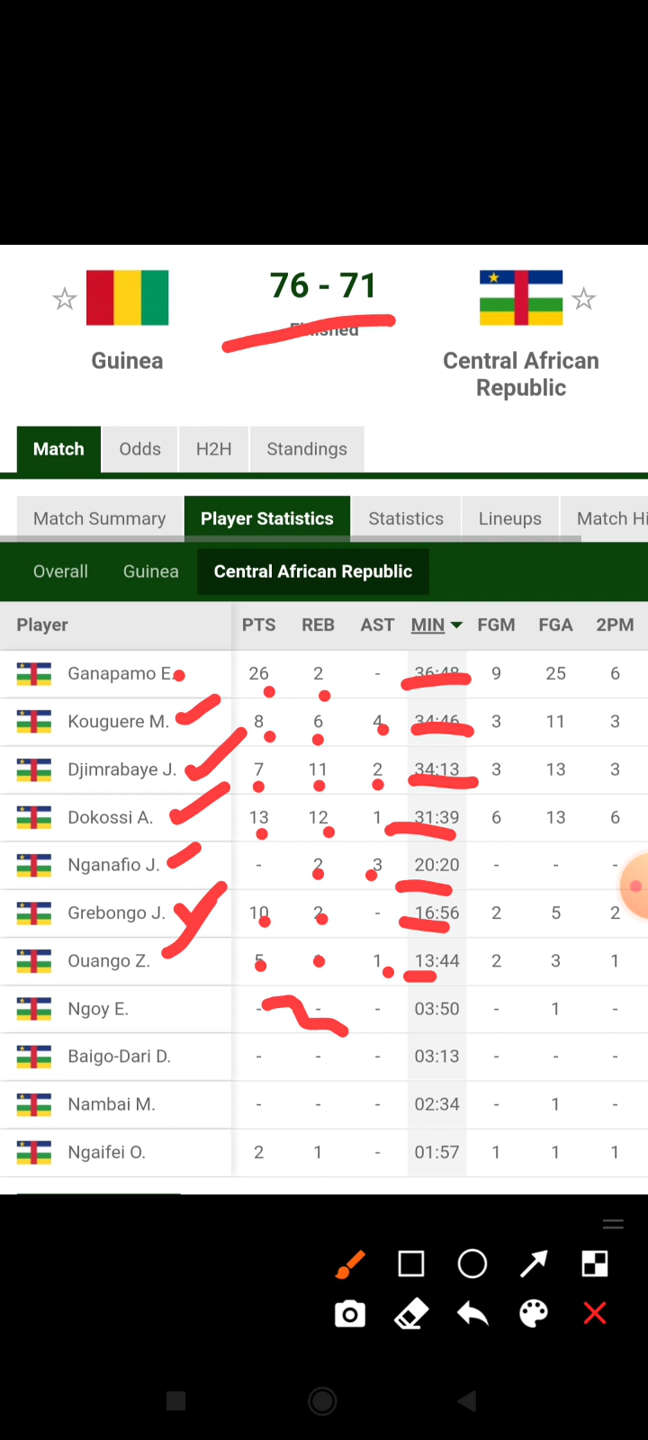 76 - 71
Finished
Guinea
Central African Republic
Match Odds H2H Standings
Match Summary Player Statistics Statistics Lineups Match Hi
Overall Guinea Central African Republic
Player PTS REB AST MIN FGM FGA 2PM
Ganapamo E. 26 2 - 36:48 9 25 6
Kouguere M. 8 6 4 34:46 3 11 3
Djimrabaye J. 7 11 2 34:13 3 13 3
Dokossi A. 13 12 1 31:39 6 13 6
Nganafio J. - 2 3 20:20 - - -
Grebongo J. 10 2 - 16:56 2 5 2
Ouango Z. 5 1 13:44 2 3 1
Ngoy E. - - - 03:50 - 1 -
Baigo-Dari D. - - - 03:13 - - -
Nambai M. - - - 02:34 - 1 -
Ngaifei O. 2 1 - 01:57 1 1 1